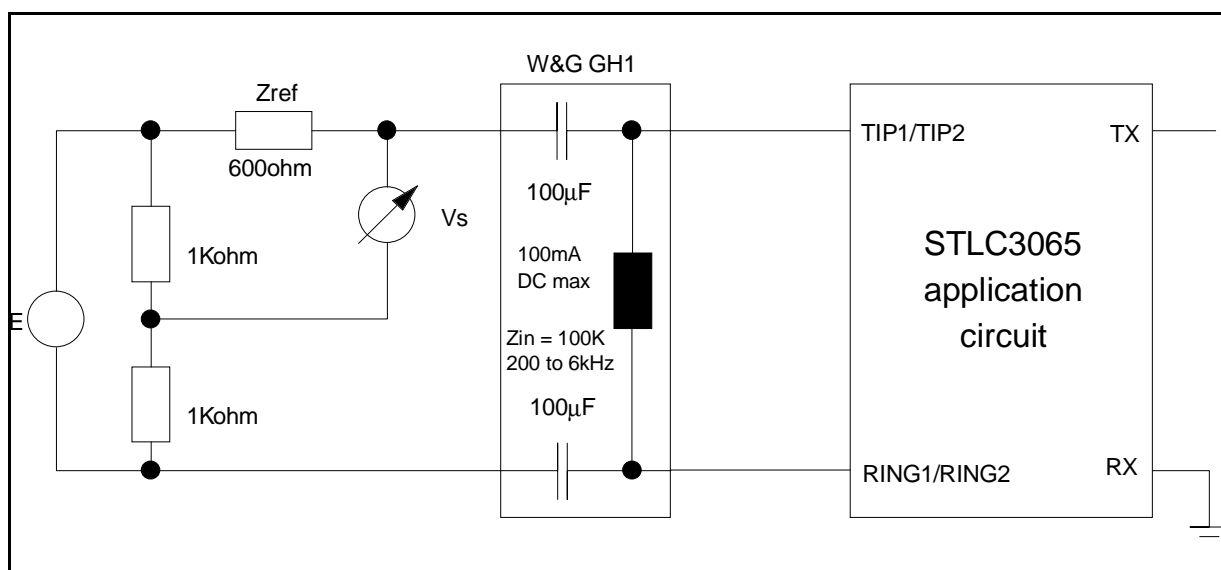 W&G GH1
Zref
600ohm
TIP1/TIP2
TX
100µF
Vs
1Kohm
100mA
DC max
STLC3065
application
circuit
E
Zin = 100K
200 to 6kHz
100µF
1Kohm
RING1/RING2
RX